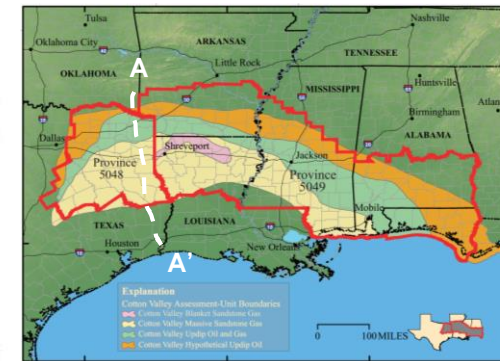 Tulsa
Nashville
Oklahoma City
ARKANSAS
TENNESSEE
OKLAHOMA
A
Little Rock
MISSISSIPPI
Huntsville
Atlan
Birmingham
ALABAMA
Dallas
Shreveport
Jackson
Province
5048
Province
5049
Mobile
TEXAS
LOUISIANA
Houston
New Orleans
A'
Explanation
Cotton Valley Assessment-Unit Boundaries
Cotton Valley Blanket Sandstone Gas
Cotton Valley Massive Sandstone Gas
Cotton Valley Updip Oil and Gas
Cotton Valley Hypothetical Updip Oil
0 100 MILES